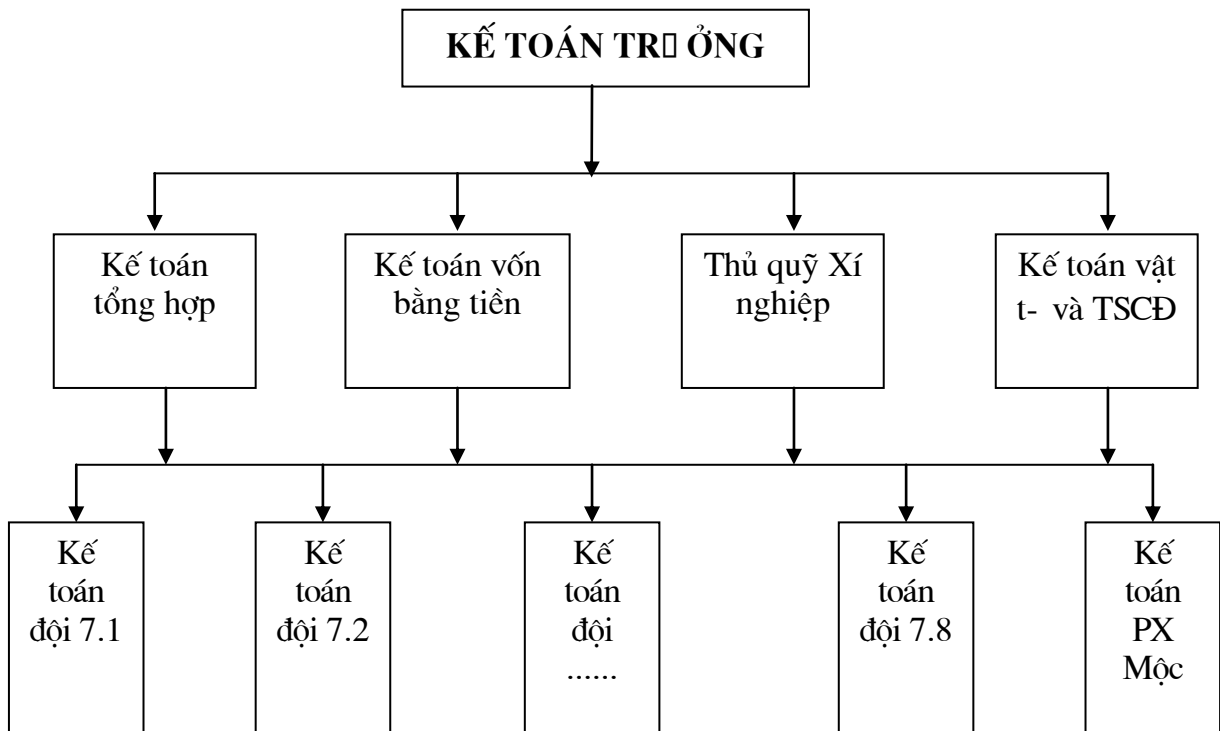 KẾ TOÁN TR▯ ỞNG
Kế toán
tổng hợp
Kế toán vốn
bằng tiền
Thủ quỹ Xí
nghiệp
Kế toán vật
t- và TSCĐ
Kế
toán
đội 7.1
Kế
toán
đội 7.2
Kế
toán
đội
......
Kế
toán
đội 7.8
Kế
toán
PX
Mộc